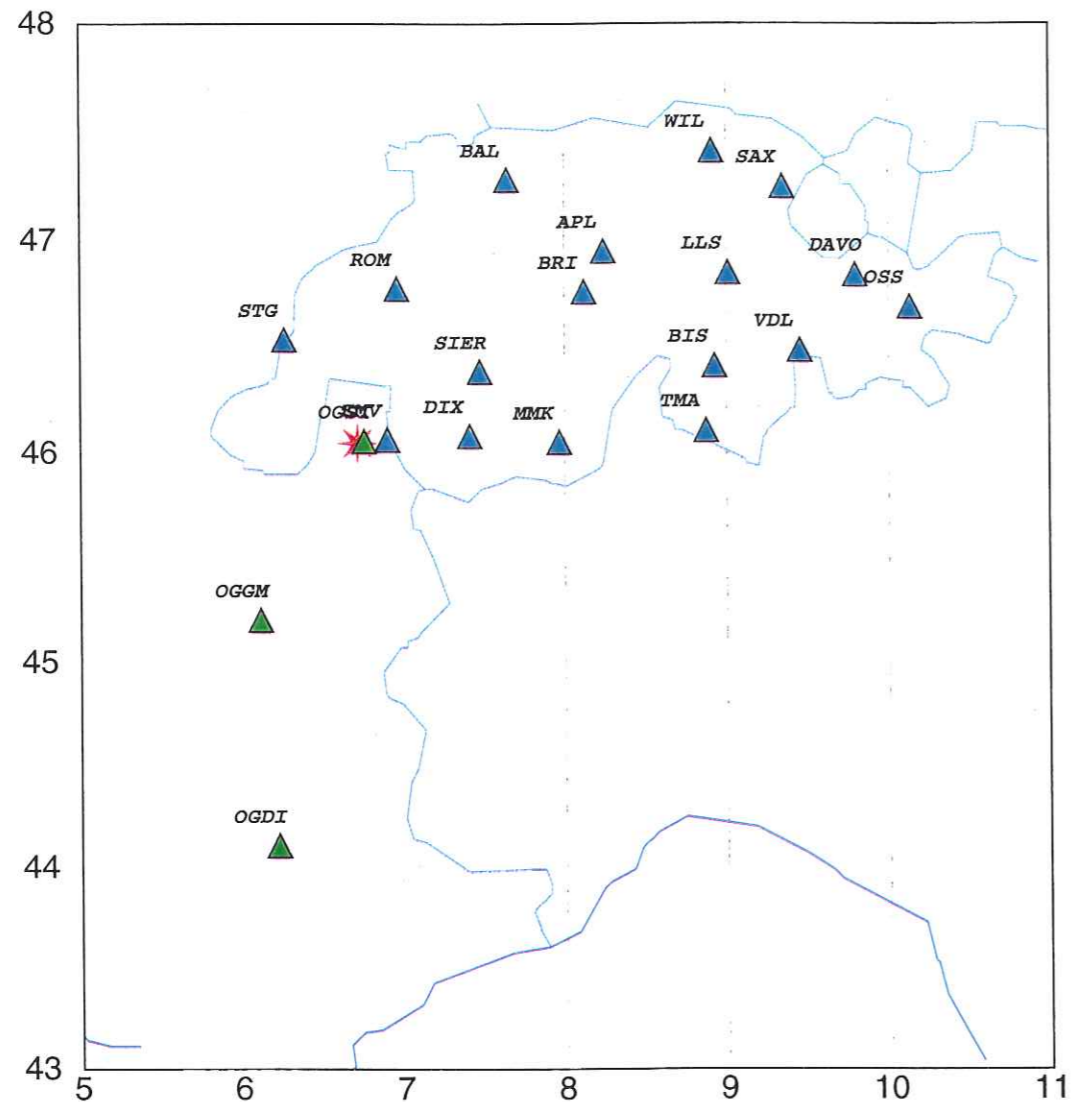 48
WIL
BAL
SAX
47
APL
LLS
DAVO
ROM
BRI
OSS
STG
VDL
SIER
BIS
DIX
MMK
TMA
46
OGGM
45
OGDI
44
43
5 6 7 8 9 10 11